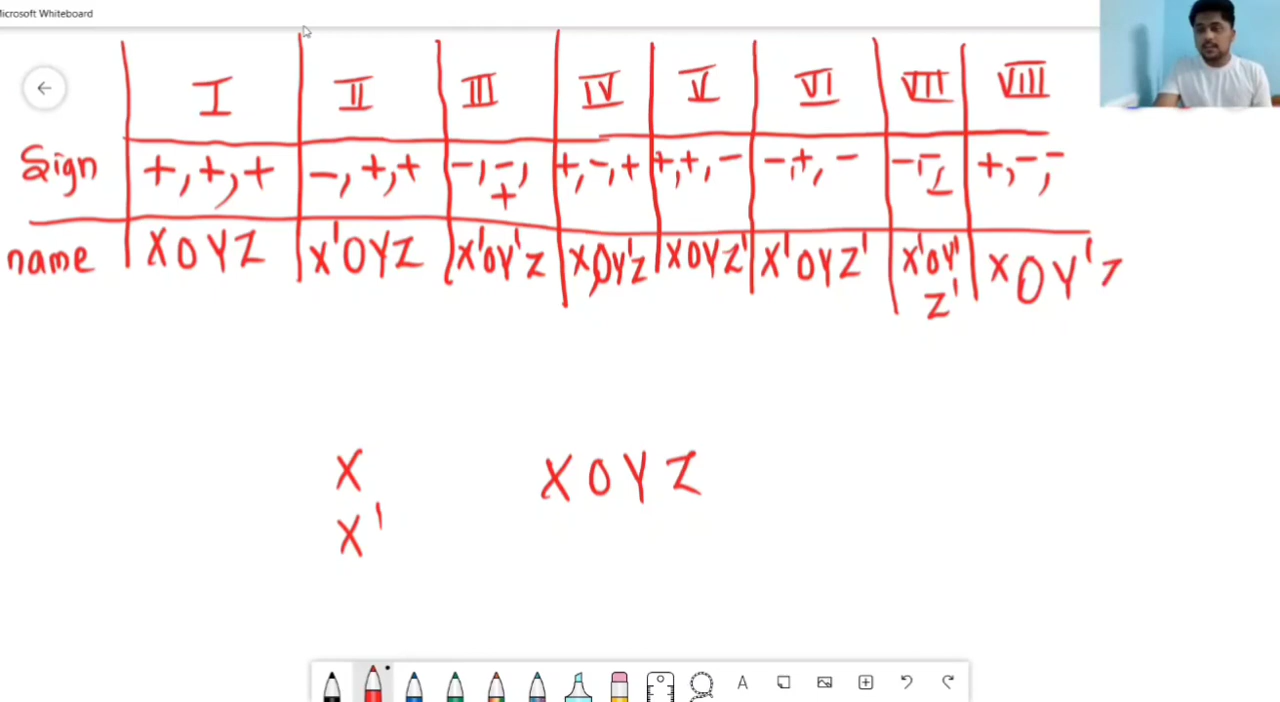 Microsoft Whiteboard
I II III IV V VI VII VIII
Sign +,+,+ -,+,+ -,-,+ +,-,+ +,+,- -,+,- -,-,- +,-,-
name XOYZ X'OYZ X'OY'Z XOY'Z XOYZ' X'OYZ' X'OY'Z' XOY'Z
X XOYZ
X'
A